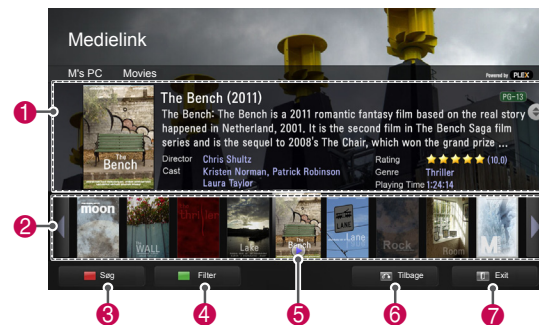 Medielink
M's PC Movies
Powered by PLEX
The Bench (2011)
PG-13
The Bench: The Bench is a 2011 romantic fantasy film based on the real story
happened in Netherland, 2001. It is the second film in The Bench Saga film
series and is the sequel to 2008's The Chair, which won the grand prize ...
Director Chris Shultz
Cast Kristen Norman, Patrick Robinson
Laura Taylor
Rating (10,0)
Genre Thriller
Playing Time 1:24:14
The Bench
1
2
moon
The WALL
thriller
Lake
The Bench
Lane
LANE
Rock
Room
M
Søg
Filter
Tilbage
Exit
3
4
5
6
7